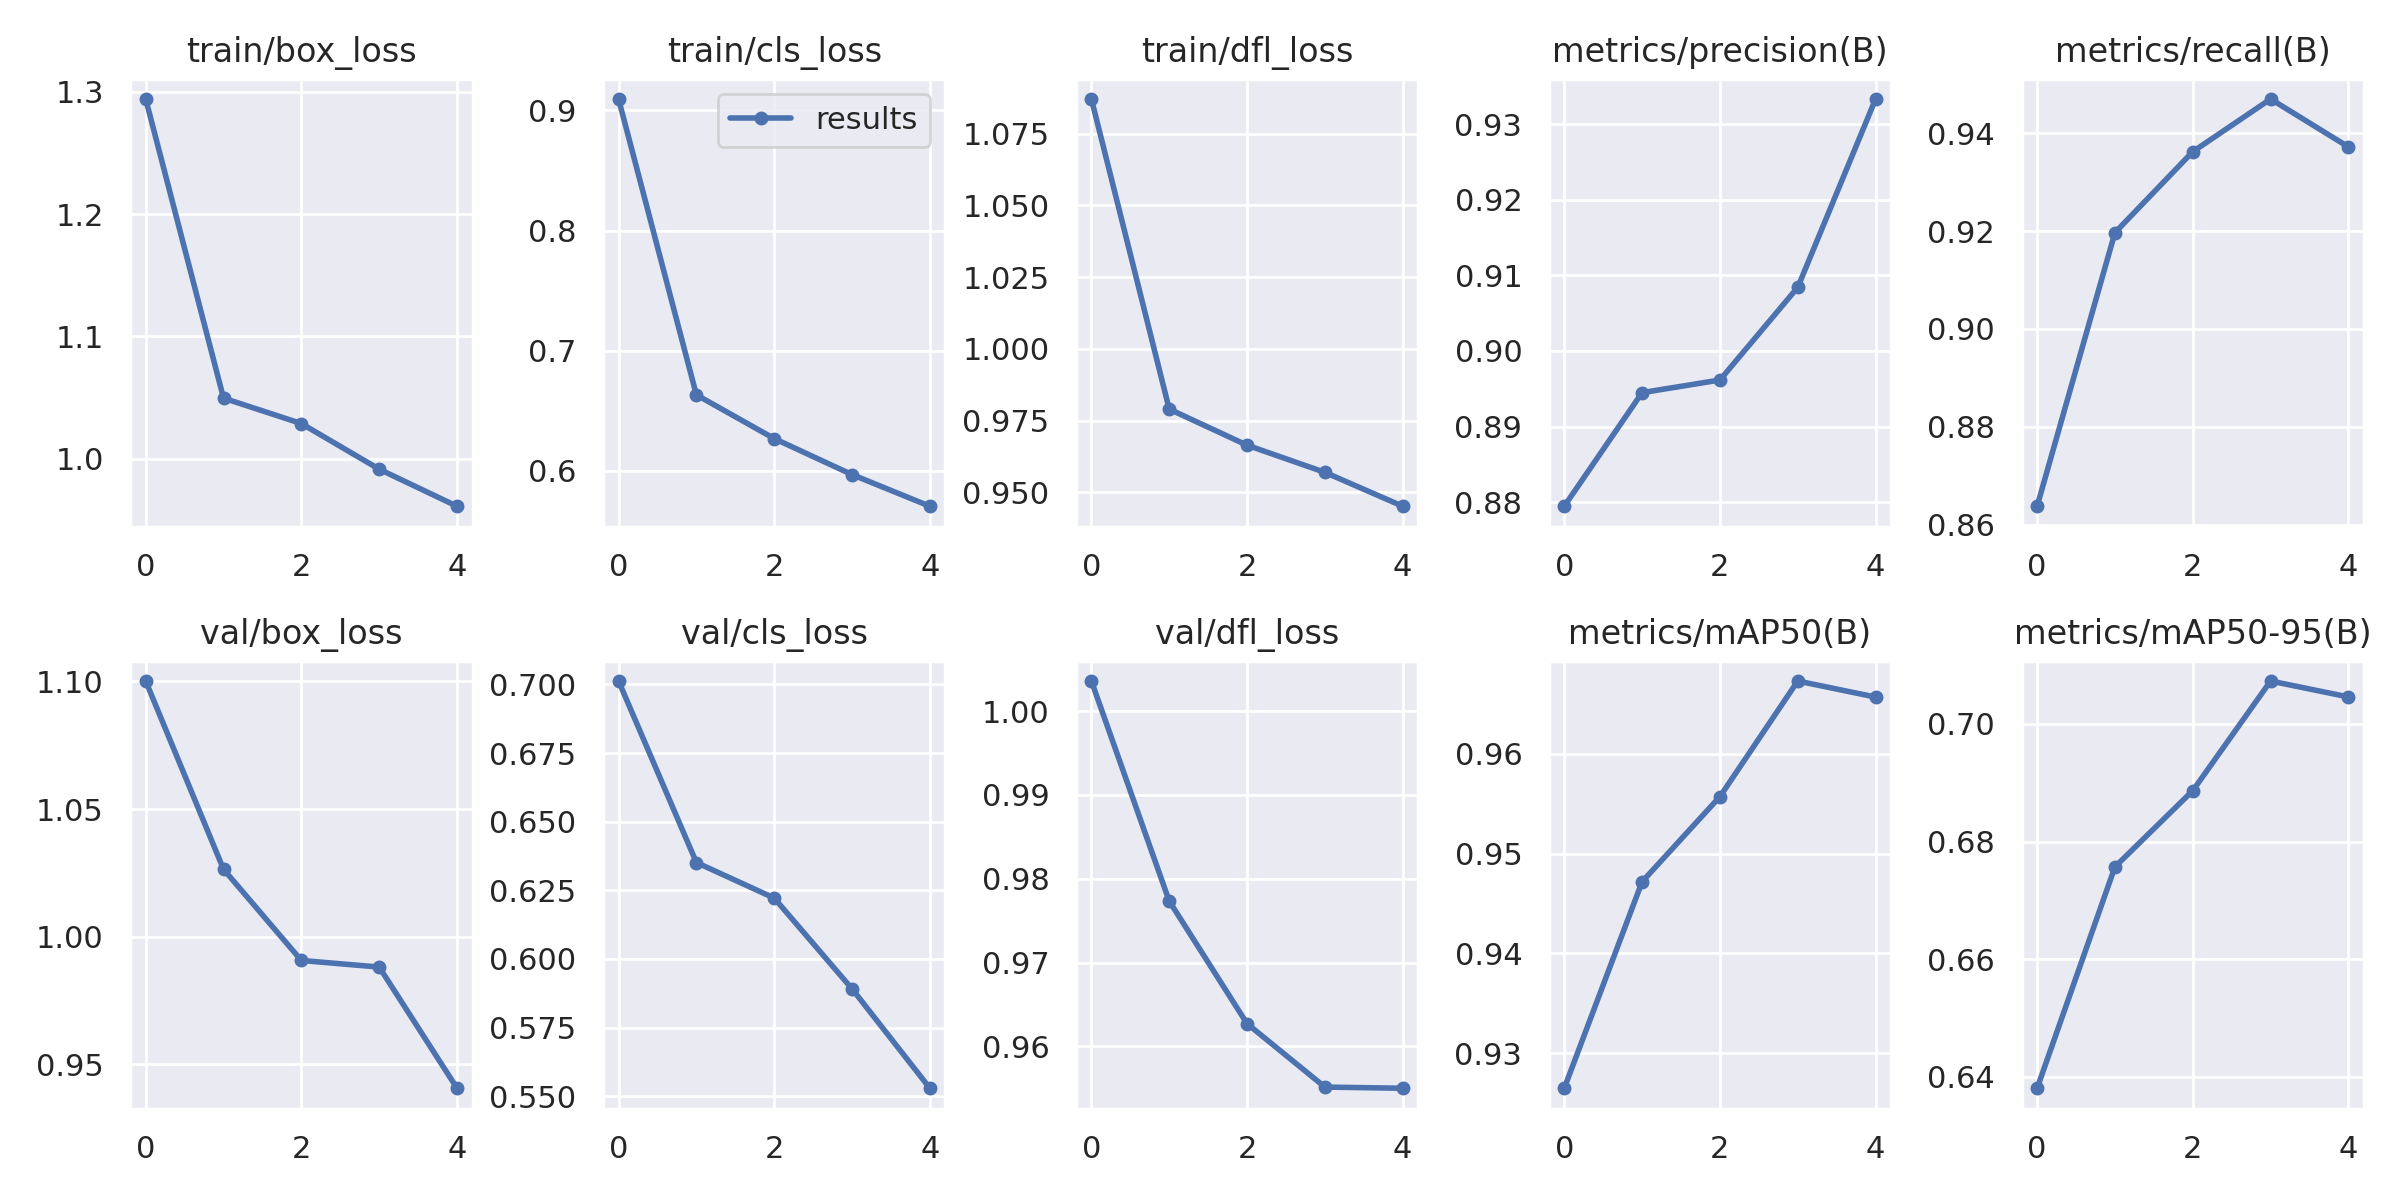 train/box_loss
1.3
1.2
1.1
1.0
0 2 4
train/cls_loss
results
0.9
0.8
0.7
0.6
0 2 4
train/dfl_loss
1.075
1.050
1.025
1.000
0.975
0.950
0 2 4
metrics/precision(B)
0.93
0.92
0.91
0.90
0.89
0.88
0 2 4
metrics/recall(B)
0.94
0.92
0.90
0.88
0.86
0 2 4
val/box_loss
1.10
1.05
1.00
0.95
0 2 4
val/cls_loss
0.700
0.675
0.650
0.625
0.600
0.575
0.550
0 2 4
val/dfl_loss
1.00
0.99
0.98
0.97
0.96
0 2 4
metrics/mAP50(B)
0.96
0.95
0.94
0.93
0 2 4
metrics/mAP50-95(B)
0.70
0.68
0.66
0.64
0 2 4